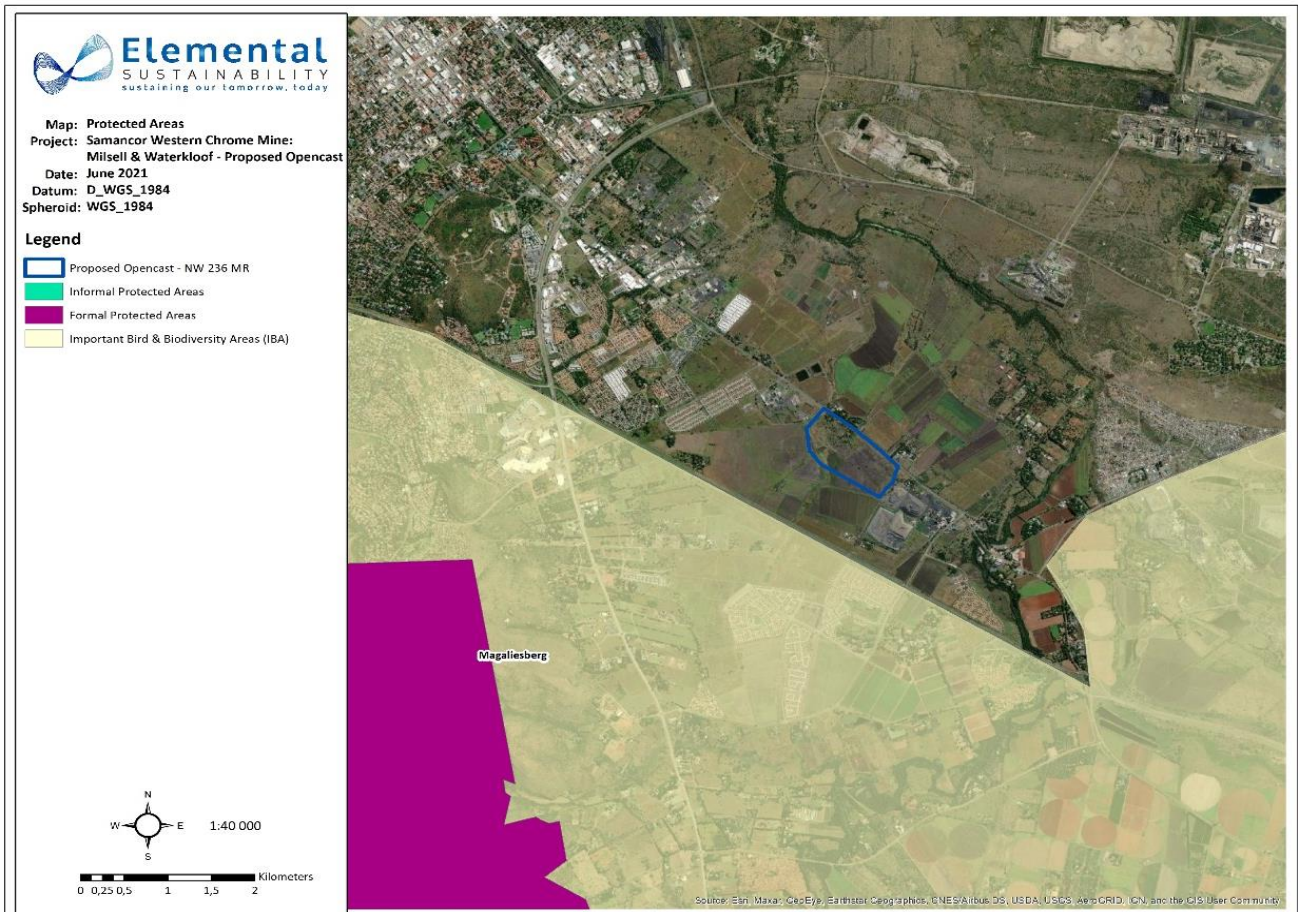 Elemental
SUSTAINABILITY
sustaining our tomorrow, today
Map: Protected Areas
Project: Samancor Western Chrome Mine:
Milsell & Waterkloof - Proposed Opencast
Date: June 2021
Datum: D_WGS_1984
Spheroid: WGS_1984
Legend
Proposed Opencast - NW 236 MR
Informal Protected Areas
Formal Protected Areas
Important Bird & Biodiversity Areas (IBA)
Magaliesberg
N
W E 1:40 000
S
Kilometers
0 0,25 0,5 1 1,5 2
Source: Esri, Maxar, GeoEye, Earthstar Geographics, CNES/Airbus DS, USDA, USGS, AeroGRID, IGN, and the GIS User Community